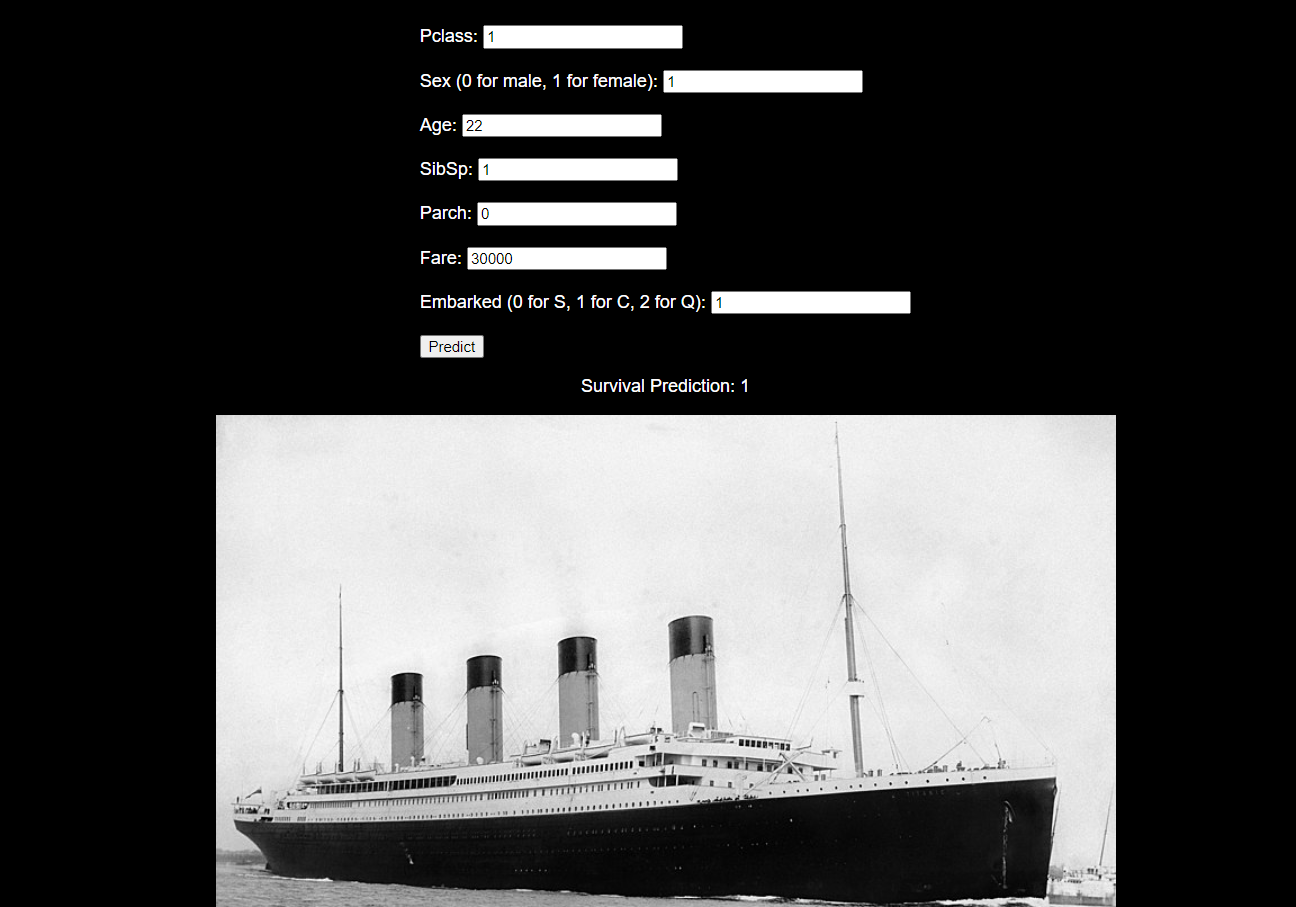 Pclass: 1
Sex (0 for male, 1 for female): 1
Age: 22
SibSp: 1
Parch: 0
Fare: 30000
Embarked (0 for S, 1 for C, 2 for Q): 1
Predict
Survival Prediction: 1